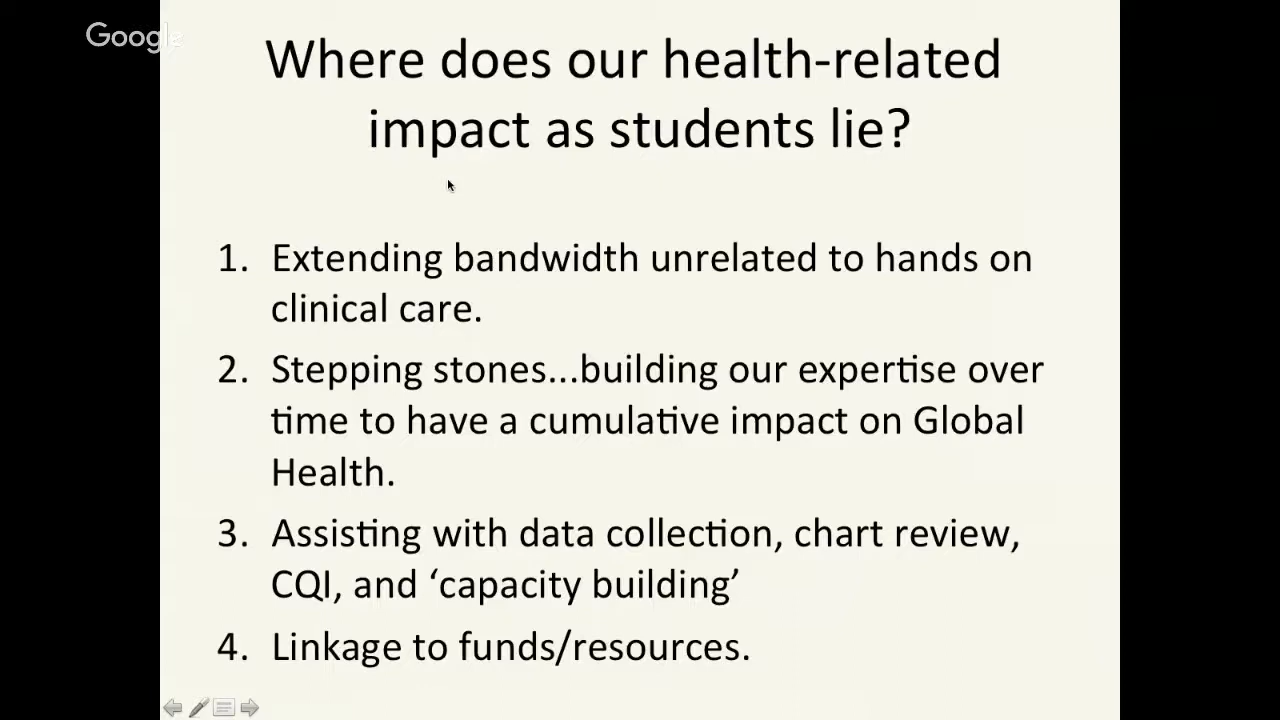 Google
Where does our health-related
impact as students lie?
1. Extending bandwidth unrelated to hands on
clinical care.
2. Stepping stones...building our expertise over
time to have a cumulative impact on Global
Health.
3. Assisting with data collection, chart review,
CQI, and ‘capacity building’
4. Linkage to funds/resources.